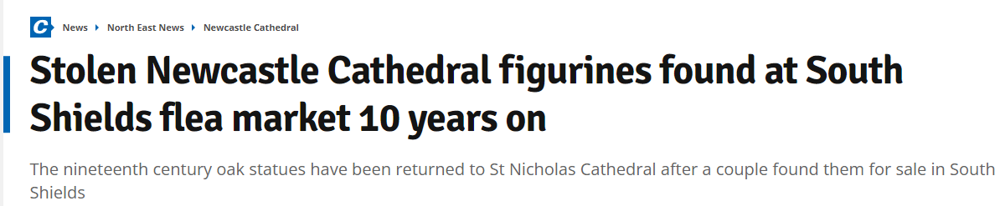 C News North East News Newcastle Cathedral
Stolen Newcastle Cathedral figurines found at South
Shields flea market 10 years on
The nineteenth century oak statues have been returned to St Nicholas Cathedral after a couple found them for sale in South
Shields